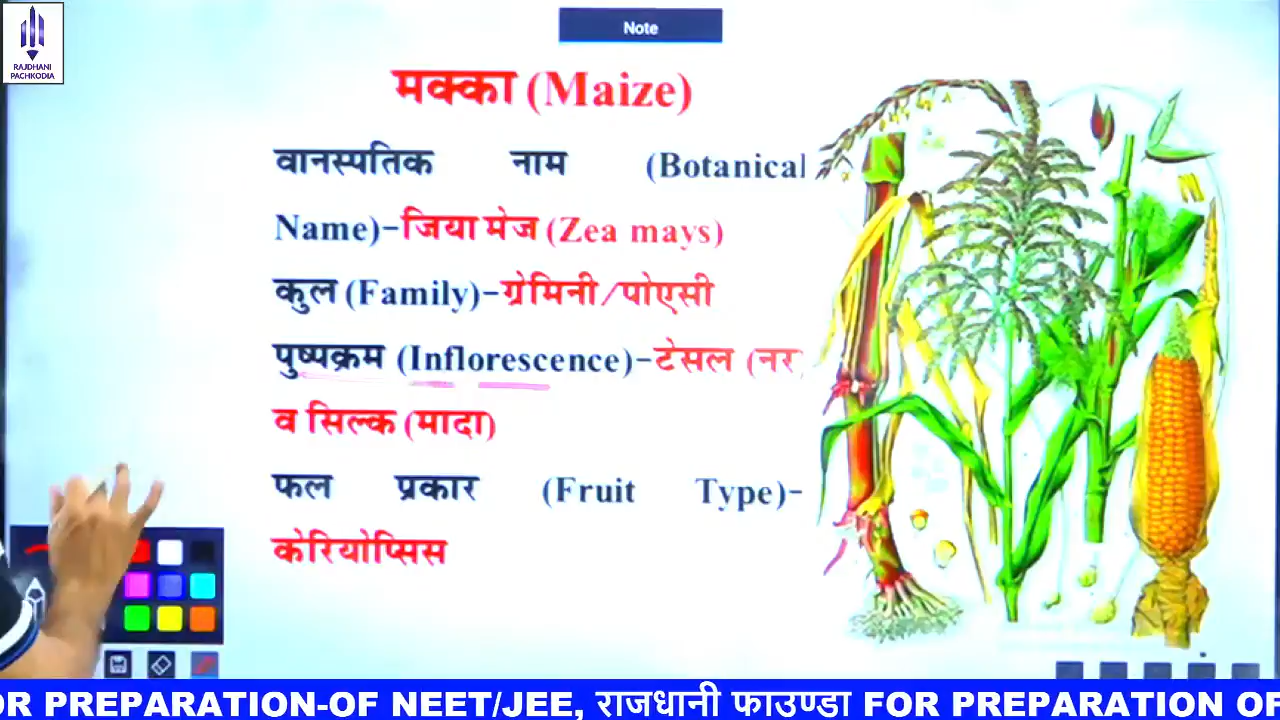 RAJDHANI
PACHKODIA
Note
मक्का (Maize)
वानस्पतिक नाम (Botanical
Name)-जिया मेज (Zea mays)
कुल (Family)-ग्रेमिनी/पोएसी
पुष्पक्रम (Inflorescence)-टेसल (नर)
व सिल्क (मादा)
फल प्रकार (Fruit Type)-
केरियोप्सिस
OR PREPARATION-OF NEET/JEE, राजधानी फाउण्डा FOR PREPARATION OF